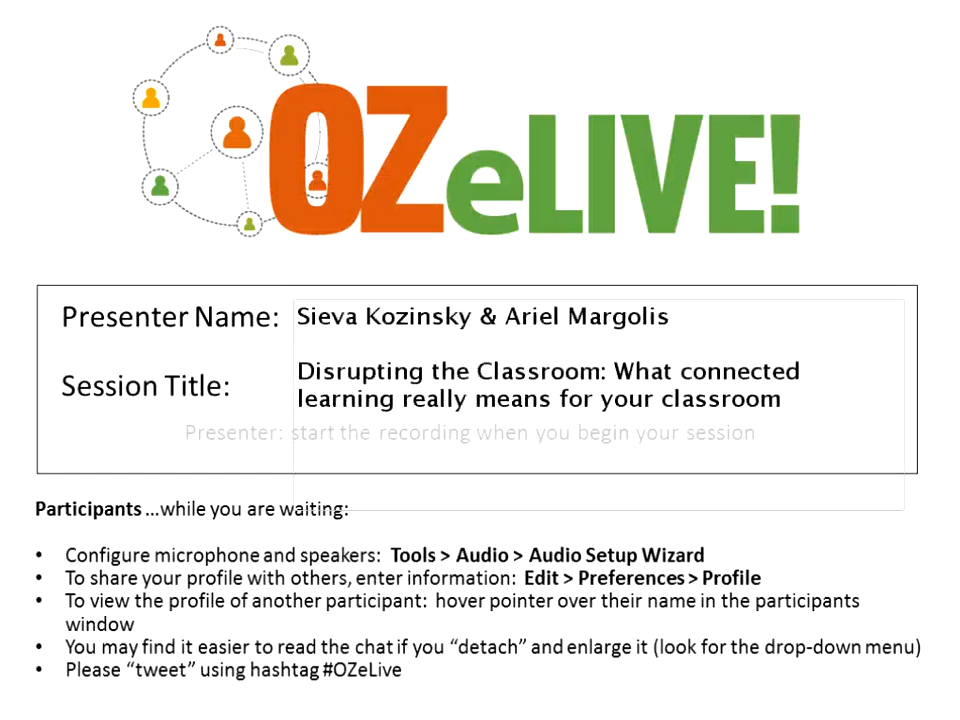 OZeLIVE!
Presenter Name: Sieva Kozinsky & Ariel Margolis
Session Title: Disrupting the Classroom: What connected
learning really means for your classroom
Presenter: start the recording when you begin your session
Participants ...while you are waiting:
• Configure microphone and speakers: Tools > Audio > Audio Setup Wizard
• To share your profile with others, enter information: Edit > Preferences > Profile
• To view the profile of another participant: hover pointer over their name in the participants
window
• You may find it easier to read the chat if you “detach” and enlarge it (look for the drop-down menu)
• Please “tweet” using hashtag #OZeLive